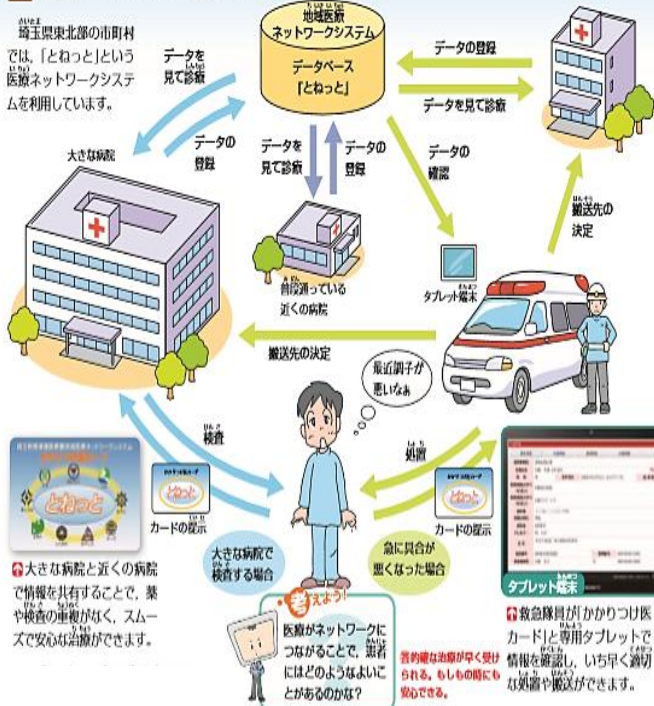 埼玉県東北部の市町村
では,「とねっと」という
医療ネットワークシステ
ムを利用しています。
地域医療
ネットワークシステム
データベース
「とねっと」
データを
見て診療
データの
登録
データを
見て診療
データの
登録
データの登録
データを見て診療
データの
確認
搬送先の
決定
大きな病院
普段通っている
近くの病院
タブレット端末
搬送先の決定
最近調子が
悪いなぁ
検査
処置
とねっと
とねっと
とねっと
カードの提示
カードの提示
大きな病院で
検査する場合
急に具合が
悪くなった場合
タブレット端末
大きな病院と近くの病院
で情報を共有することで,薬
や検査の重複がなく,スムー
ズで安心な治療ができます。
考えよう!
医療がネットワークに
つながることで,患者
にはどのようなよいこ
とがあるのかな?
答的確な治療が早く受け
られる。もしもの時にも
安心できる。
救急隊員が「かかりつけ医
カード」と専用タブレットで
情報を確認し,いち早く適切
な処置や搬送ができます。